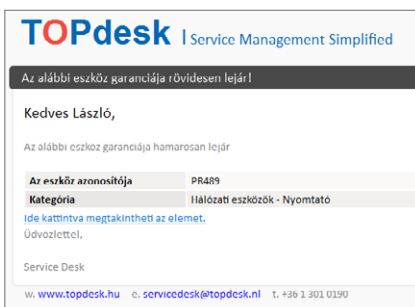 TOPdesk | Service Management Simplified
Az alábbi eszköz garanciája rövidesen lejár!
Kedves László,
Az alábbi eszköz garanciája hamarosan lejár
Az eszköz azonosítója PR489
Kategória Hálózati eszközök - Nyomtató
Ide kattintva megtakintheti az elemet.
Üdvözlettel,
Service Desk
w. www.topdesk.hu e. servicedesk@topdesk.nl t. +36 1 301 0190